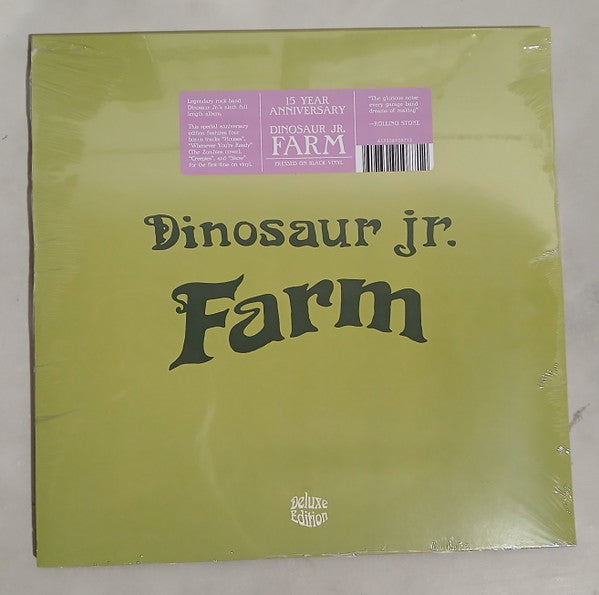 Legendary rock band
Dinosaur Jr.'s ninth full
length album.
This special anniversary
edition features four
bonus tracks "Houses",
"Whenever You're Ready"
(The Zombies cover),
"Creepies", and "Show"
for the first time on vinyl.
15 YEAR
ANNIVERSARY
DINOSAUR JR.
FARM
PRESSED ON BLACK VINYL
"The glorious noise
every garage band
dreams of making"
—ROLLING STONE
Dinosaur jr.
Farm
Deluxe
Edition